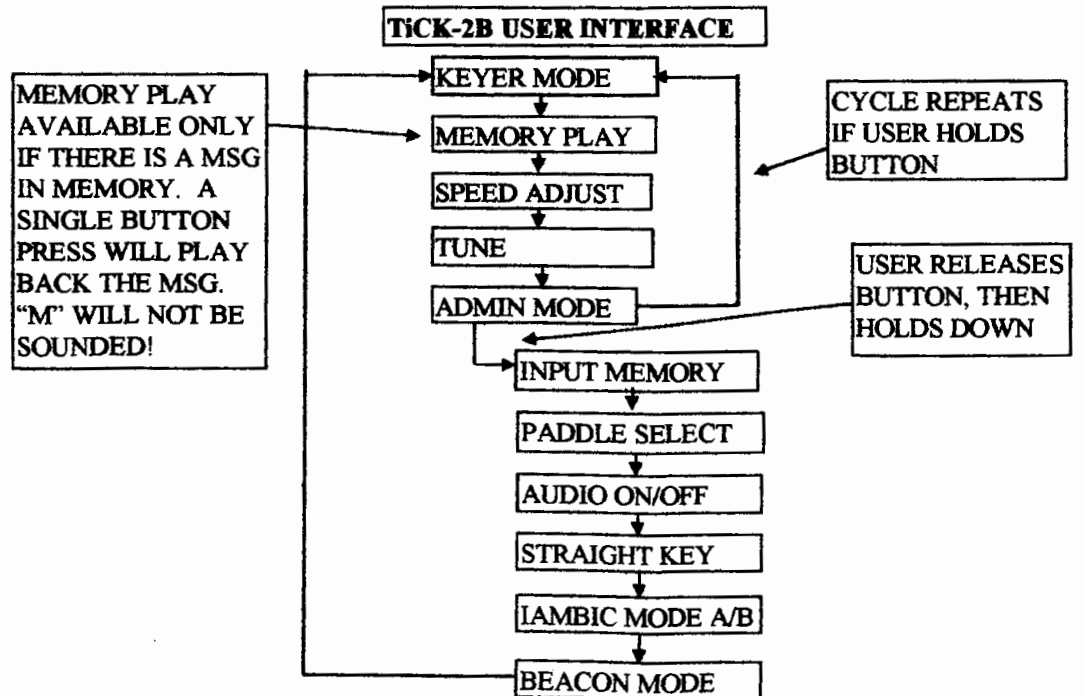 TiCK-2B USER INTERFACE
KEYER MODE
MEMORY PLAY
AVAILABLE ONLY
IF THERE IS A MSG
IN MEMORY. A
SINGLE BUTTON
PRESS WILL PLAY
BACK THE MSG.
"M" WILL NOT BE
SOUNDED!
MEMORY PLAY
SPEED ADJUST
TUNE
ADMIN MODE
CYCLE REPEATS
IF USER HOLDS
BUTTON
USER RELEASES
BUTTON, THEN
HOLDS DOWN
INPUT MEMORY
PADDLE SELECT
AUDIO ON/OFF
STRAIGHT KEY
IAMBIC MODE A/B
BEACON MODE